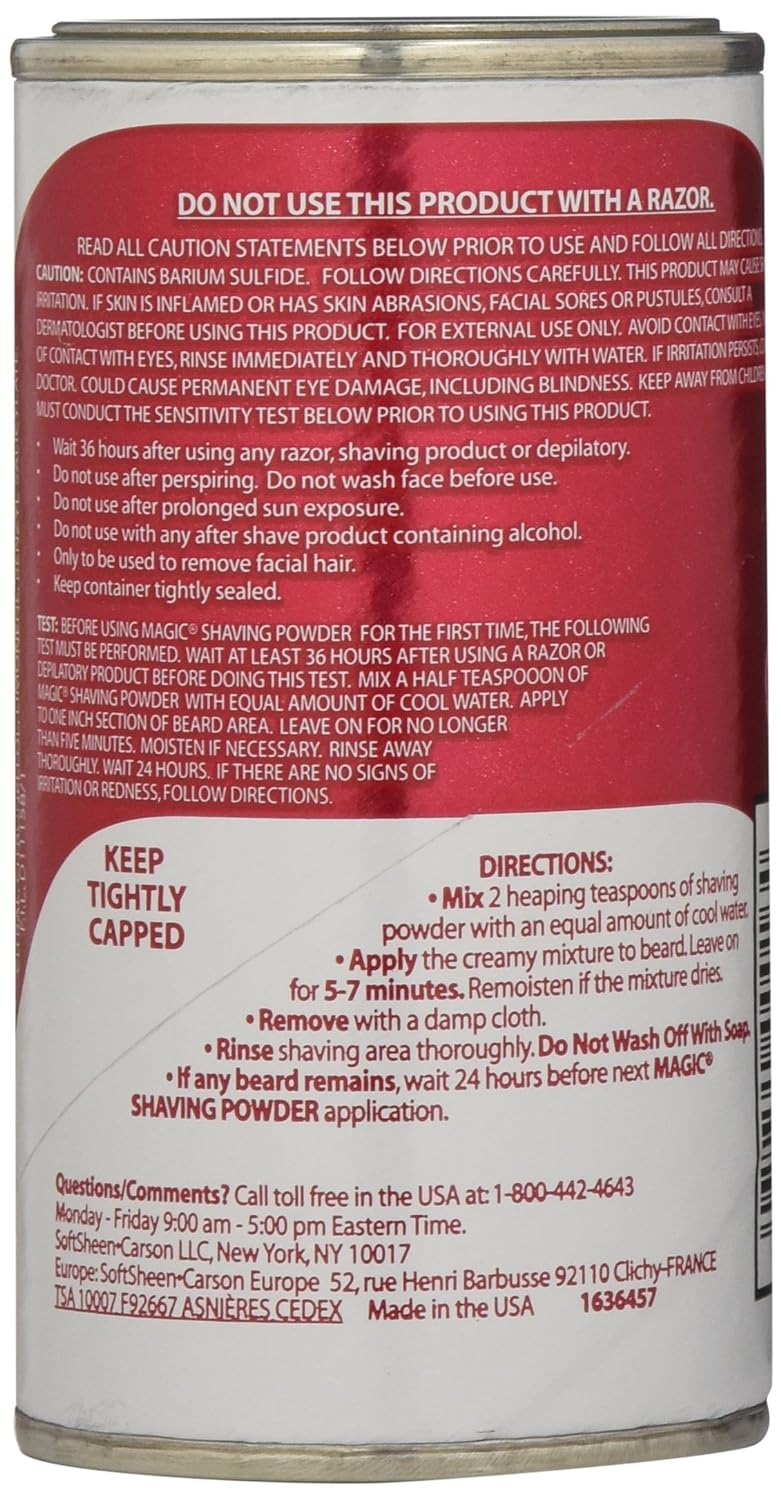 DO NOT USE THIS PRODUCT WITH A RAZOR.
READ ALL CAUTION STATEMENTS BELOW PRIOR TO USE AND FOLLOW ALL DIRECTIONS.
CAUTION: CONTAINS BARIUM SULFIDE. FOLLOW DIRECTIONS CAREFULLY. THIS PRODUCT MAY CAUSE
IRRITATION. IF SKIN IS INFLAMED OR HAS SKIN ABRASIONS, FACIAL SORES OR PUSTULES, CONSULT A
DERMATOLOGIST BEFORE USING THIS PRODUCT. FOR EXTERNAL USE ONLY. AVOID CONTACT WITH EYES.
OF CONTACT WITH EYES, RINSE IMMEDIATELY AND THOROUGHLY WITH WATER. IF IRRITATION PERSISTS
DOCTOR. COULD CAUSE PERMANENT EYE DAMAGE, INCLUDING BLINDNESS. KEEP AWAY FROM CHILDREN
MUST CONDUCT THE SENSITIVITY TEST BELOW PRIOR TO USING THIS PRODUCT.
• Wait 36 hours after using any razor, shaving product or depilatory.
• Do not use after perspiring. Do not wash face before use.
• Do not use after prolonged sun exposure.
• Do not use with any after shave product containing alcohol.
• Only to be used to remove facial hair.
• Keep container tightly sealed.
TEST: BEFORE USING MAGIC® SHAVING POWDER FOR THE FIRST TIME, THE FOLLOWING
TEST MUST BE PERFORMED. WAIT AT LEAST 36 HOURS AFTER USING A RAZOR OR
DEPILATORY PRODUCT BEFORE DOING THIS TEST. MIX A HALF TEASPOOON OF
MAGIC® SHAVING POWDER WITH EQUAL AMOUNT OF COOL WATER. APPLY
TO ONE INCH SECTION OF BEARD AREA. LEAVE ON FOR NO LONGER
THAN FIVE MINUTES. MOISTEN IF NECESSARY. RINSE AWAY
THOROUGHLY. WAIT 24 HOURS. IF THERE ARE NO SIGNS OF
IRRITATION OR REDNESS, FOLLOW DIRECTIONS.
KEEP
TIGHTLY
CAPPED
DIRECTIONS:
• Mix 2 heaping teaspoons of shaving
powder with an equal amount of cool water.
• Apply the creamy mixture to beard. Leave on
for 5-7 minutes. Remoisten if the mixture dries.
• Remove with a damp cloth.
• Rinse shaving area thoroughly. Do Not Wash Off With Soap.
• If any beard remains, wait 24 hours before next MAGIC®
SHAVING POWDER application.
Questions/Comments? Call toll free in the USA at: 1-800-442-4643
Monday - Friday 9:00 am - 5:00 pm Eastern Time.
SoftSheen•Carson LLC, New York, NY 10017
Europe: SoftSheen•Carson Europe 52, rue Henri Barbusse 92110 Clichy-FRANCE
TSA 10007 F92667 ASNIÈRES CEDEX Made in the USA 1636457